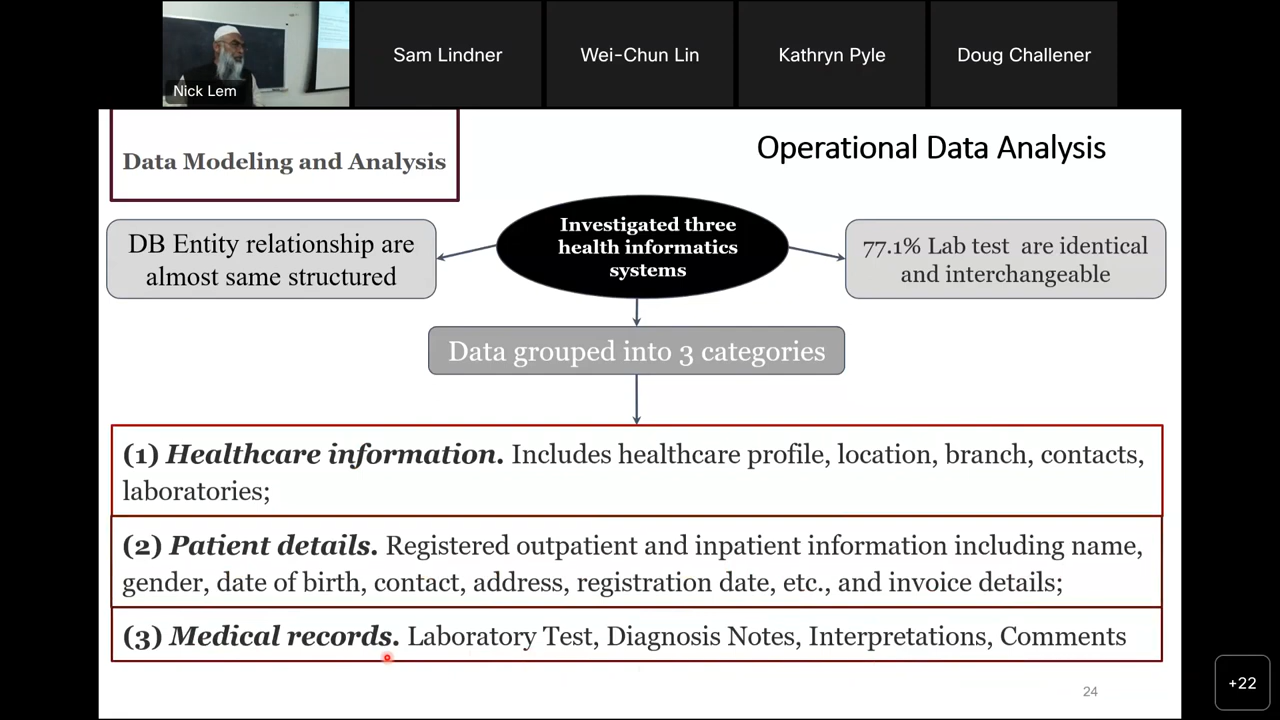 Nick Lem
Sam Lindner
Wei-Chun Lin
Kathryn Pyle
Doug Challener
Data Modeling and Analysis
Operational Data Analysis
DB Entity relationship are
almost same structured
Investigated three
health informatics
systems
77.1% Lab test are identical
and interchangeable
Data grouped into 3 categories
(1) Healthcare information. Includes healthcare profile, location, branch, contacts,
laboratories;
(2) Patient details. Registered outpatient and inpatient information including name,
gender, date of birth, contact, address, registration date, etc., and invoice details;
(3) Medical records. Laboratory Test, Diagnosis Notes, Interpretations, Comments
24
+22